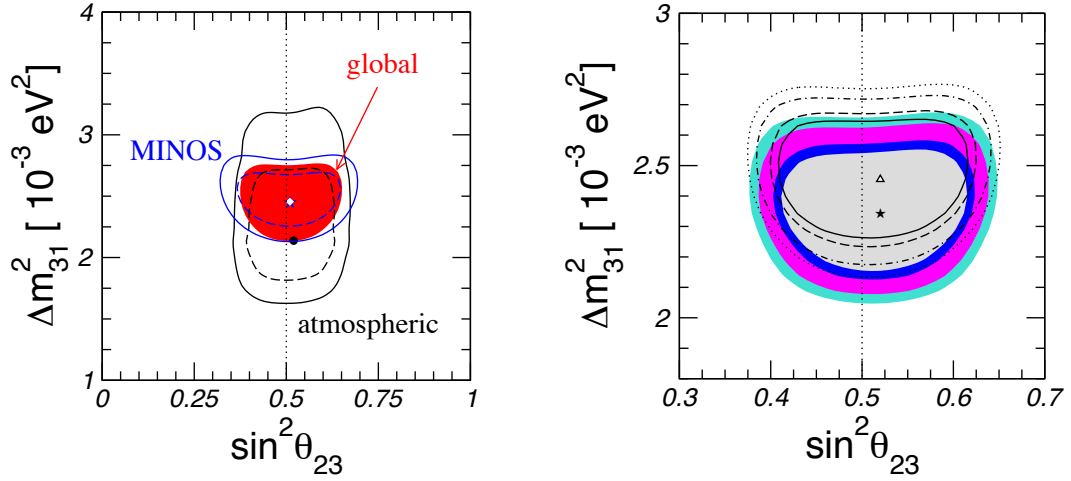 4
3
2
1
Δm²₃₁ [ 10⁻³ eV²]
global
MINOS
atmospheric
0
0.25
0.5
0.75
1
sin²θ₂₃
3
2.5
2
Δm²₃₁ [ 10⁻³ eV²]
0.3
0.4
0.5
0.6
0.7
sin²θ₂₃